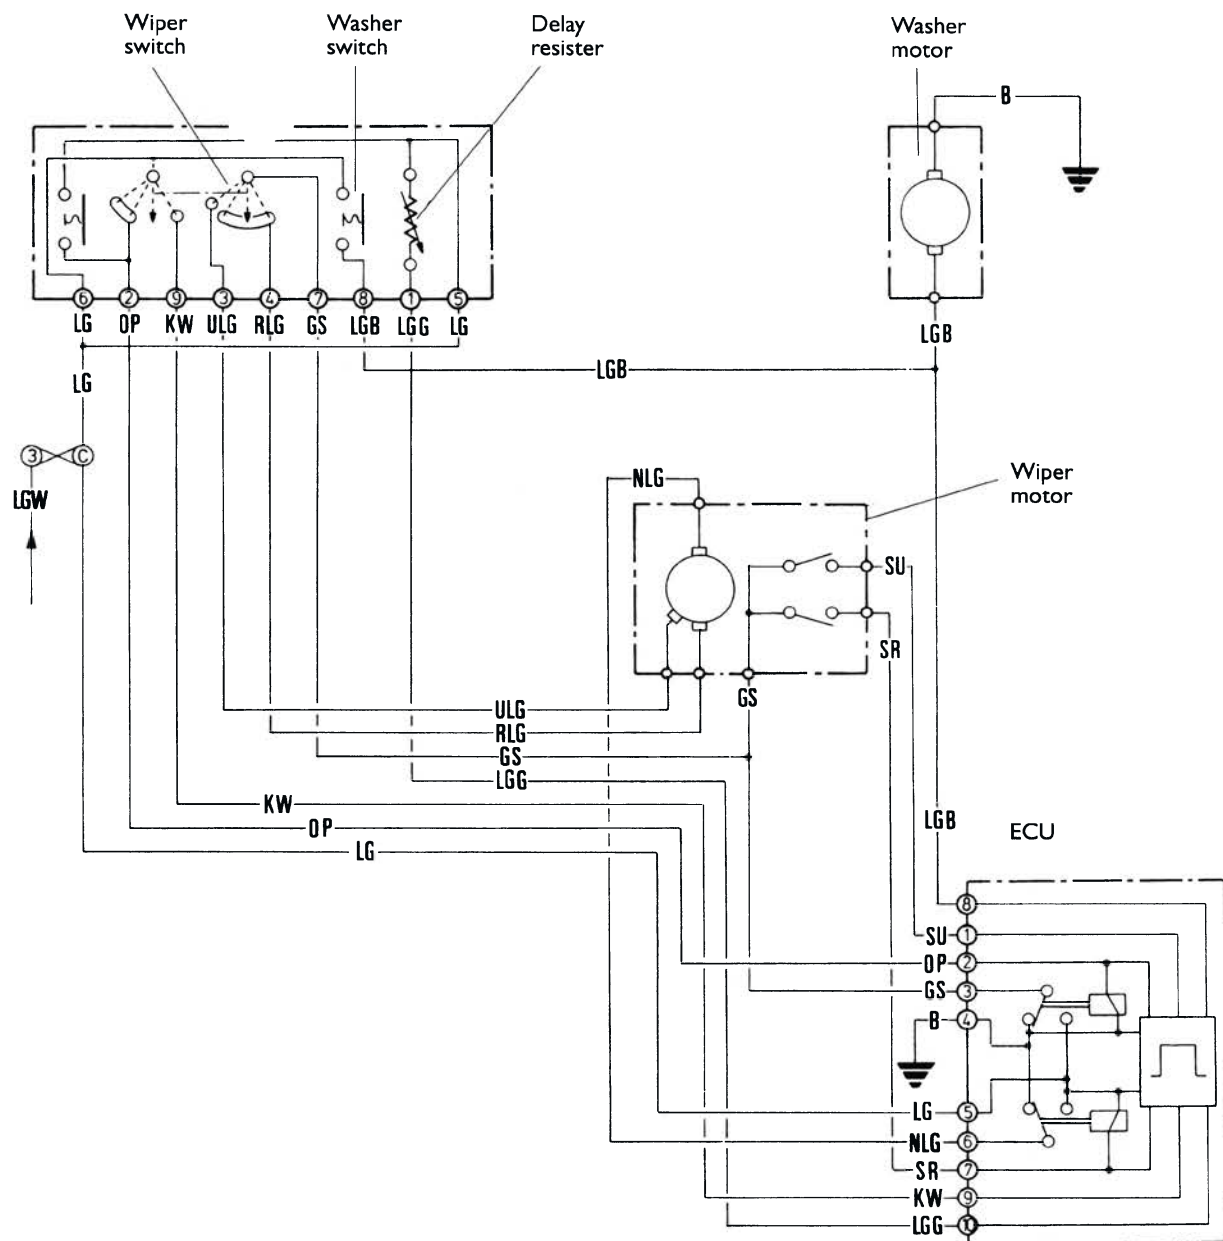 Wiper
switch
Washer
switch
Delay
resister
Washer
motor
B
6 2 9 3 4 7 8 1 5
LG OP KW ULG RLG GS LGB LGG LG
LGB
LG
LGB
3 C
LGW
NLG
Wiper
motor
SU
SR
GS
ULG
RLG
GS
LGG
KW
OP
LG
LGB
ECU
8
SU 1
OP 2
GS 3
B 4
LG 5
NLG 6
SR 7
KW 9
LGG 10